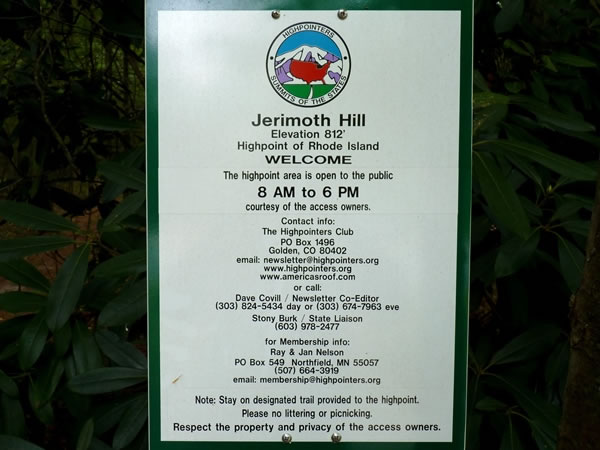 HIGHPOINTERS
SUMMITS OF THE STATES
Jerimoth Hill
Elevation 812'
Highpoint of Rhode Island
WELCOME
The highpoint area is open to the public
8 AM to 6 PM
courtesy of the access owners.
Contact info:
The Highpointers Club
PO Box 1496
Golden, CO 80402
email: newsletter@highpointers.org
www.highpointers.org
www.americasroof.com
or call:
Dave Covill / Newsletter Co-Editor
(303) 824-5434 day or (303) 674-7963 eve
Stony Burk / State Liaison
(603) 978-2477
for Membership info:
Ray & Jan Nelson
PO Box 549 Northfield, MN 55057
(507) 664-3919
email: membership@highpointers.org
Note: Stay on designated trail provided to the highpoint.
Please no littering or picnicking.
Respect the property and privacy of the access owners.